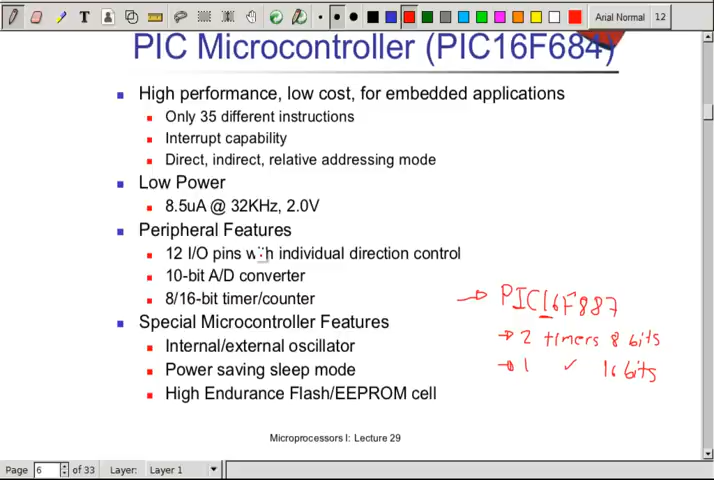 Arial Normal 12
PIC Microcontroller (PIC16F684)
High performance, low cost, for embedded applications
Only 35 different instructions
Interrupt capability
Direct, indirect, relative addressing mode
Low Power
8.5uA @ 32KHz, 2.0V
Peripheral Features
12 I/O pins with individual direction control
10-bit A/D converter
8/16-bit timer/counter
→ PIC16F887
→ 2 timers 8 bits
→ 1 ✓ 16 bits
Special Microcontroller Features
Internal/external oscillator
Power saving sleep mode
High Endurance Flash/EEPROM cell
Microprocessors I: Lecture 29
Page 6 of 33 Layer: Layer 1